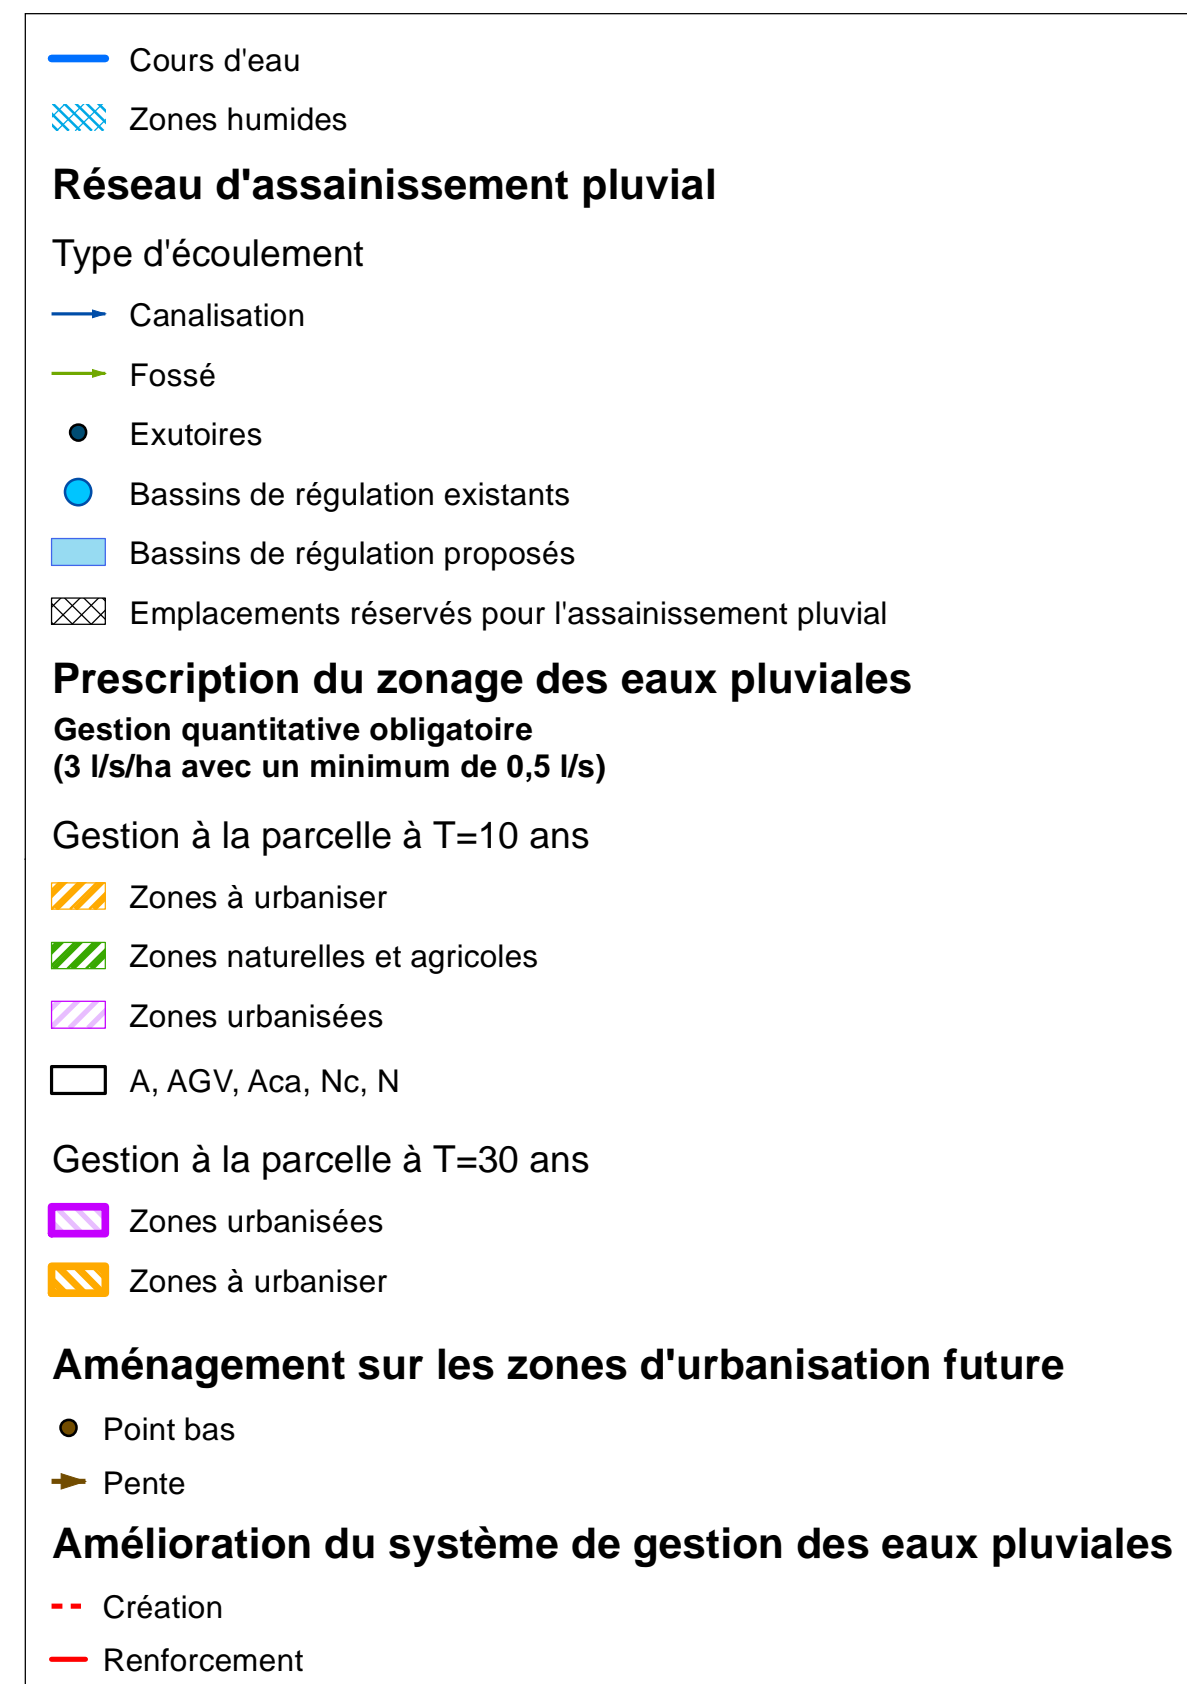 Cours d'eau
Zones humides
Réseau d'assainissement pluvial
Type d'écoulement
Canalisation
Fossé
Exutoires
Bassins de régulation existants
Bassins de régulation proposés
Emplacements réservés pour l'assainissement pluvial
Prescription du zonage des eaux pluviales
Gestion quantitative obligatoire
(3 l/s/ha avec un minimum de 0,5 l/s)
Gestion à la parcelle à T=10 ans
Zones à urbaniser
Zones naturelles et agricoles
Zones urbanisées
A, AGV, Aca, Nc, N
Gestion à la parcelle à T=30 ans
Zones urbanisées
Zones à urbaniser
Aménagement sur les zones d'urbanisation future
Point bas
Pente
Amélioration du système de gestion des eaux pluviales
Création
Renforcement